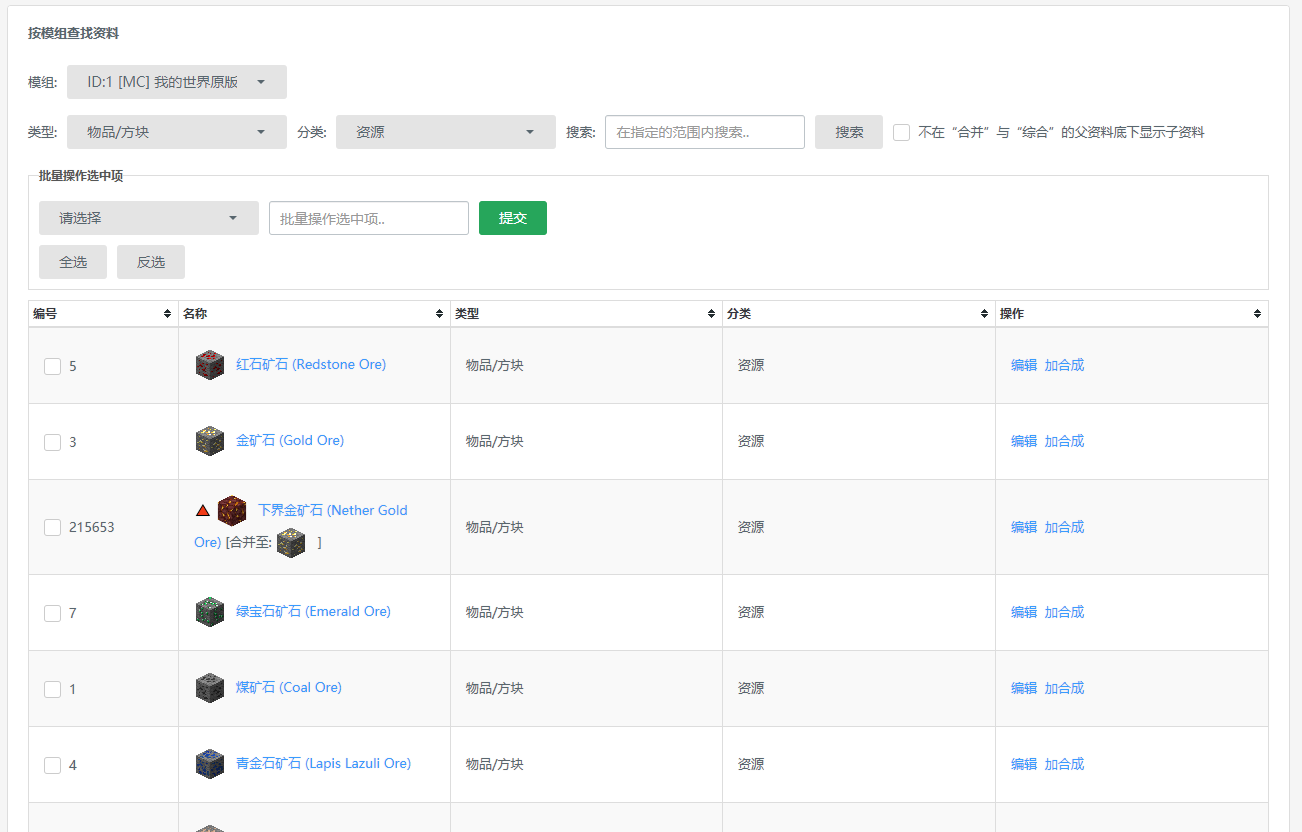 按模组查找资料
模组: ID:1 [MC] 我的世界原版
类型: 物品/方块 分类: 资源 搜索: 在指定的范围内搜索.. 搜索 不在“合并”与“综合”的父资料底下显示子资料
批量操作选中项
请选择 批量操作选中项.. 提交
全选 反选
编号 名称 类型 分类 操作
5 红石矿石 (Redstone Ore) 物品/方块 资源 编辑 加合成
3 金矿石 (Gold Ore) 物品/方块 资源 编辑 加合成
下界金矿石 (Nether Gold
215653 物品/方块 资源 编辑 加合成
Ore) [合并至: ]
7 绿宝石矿石 (Emerald Ore) 物品/方块 资源 编辑 加合成
1 煤矿石 (Coal Ore) 物品/方块 资源 编辑 加合成
4 青金石矿石 (Lapis Lazuli Ore) 物品/方块 资源 编辑 加合成